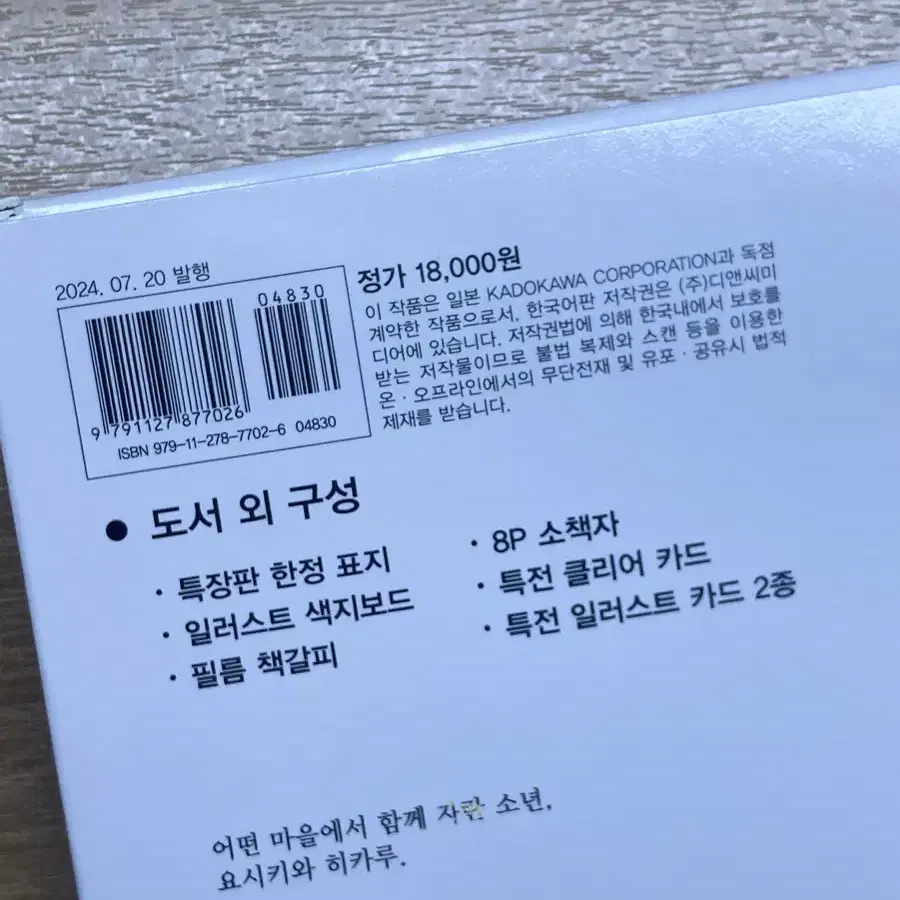 2024. 07. 20 발행
04830
9 791127 877026
ISBN 979-11-278-7702-6 04830
정가 18,000원
이 작품은 일본 KADOKAWA CORPORATION과 독점
계약한 작품으로서, 한국어판 저작권은 (주)디앤씨미
디어에 있습니다. 저작권법에 의해 한국내에서 보호를
받는 저작물이므로 불법 복제와 스캔 등을 이용한
온·오프라인에서의 무단전재 및 유포·공유시 법적
제재를 받습니다.
● 도서 외 구성
· 특장판 한정 표지
· 일러스트 색지보드
· 필름 책갈피
· 8P 소책자
· 특전 클리어 카드
· 특전 일러스트 카드 2종
어떤 마을에서 함께 자란 소년,
요시키와 히카루.